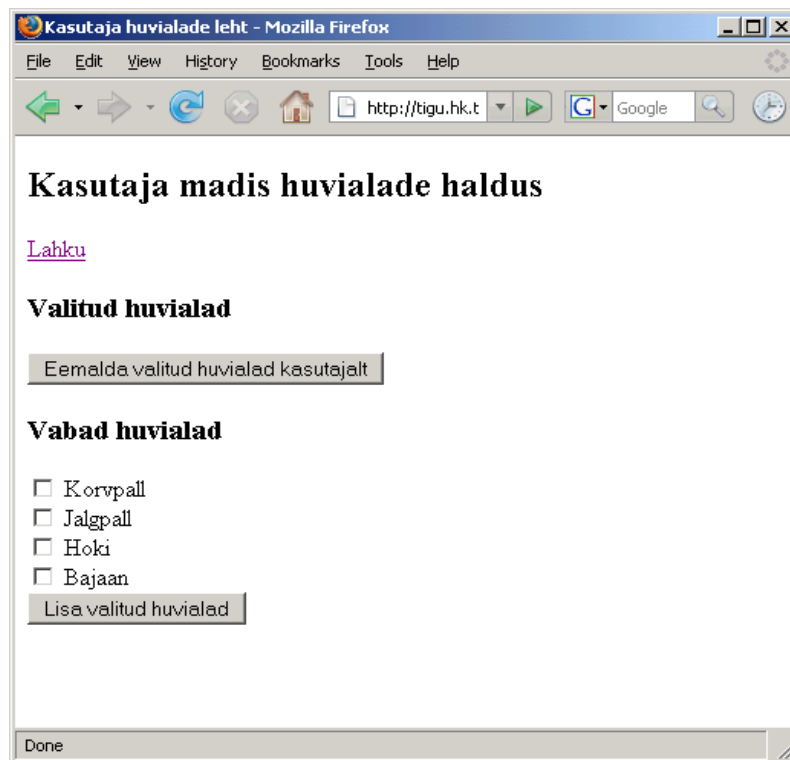 Kasutaja huvialade leht - Mozilla Firefox
File Edit View History Bookmarks Tools Help
http://tigu.hk.t G Google
Kasutaja madis huvialade haldus
Lahku
Valitud huvialad
Eemalda valitud huvialad kasutajalt
Vabad huvialad
Korvpall
Jalgpall
Hoki
Bajaan
Lisa valitud huvialad
Done